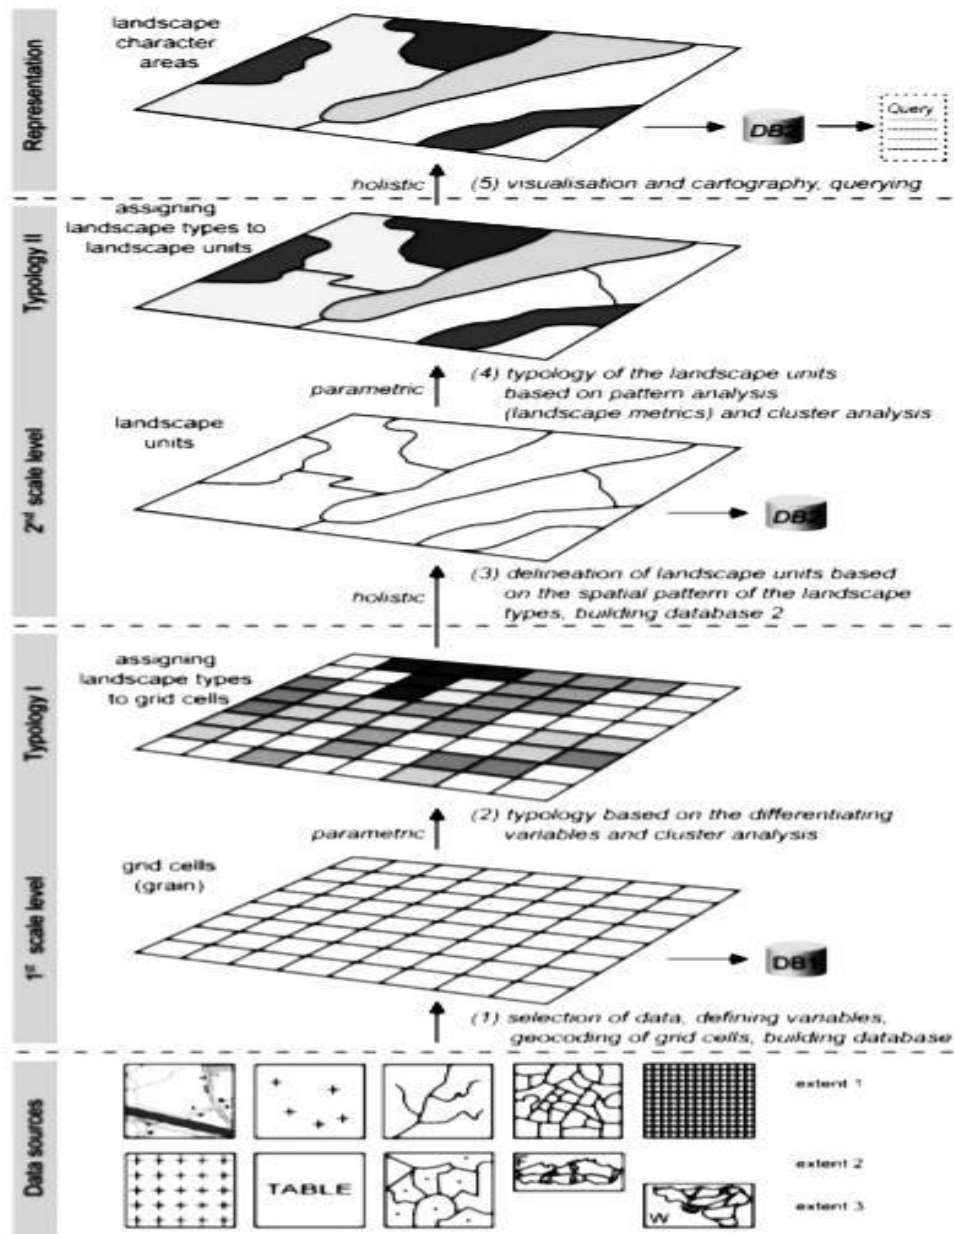 Representation
landscape
character
areas
DB2
Query
holistic
(5) visualisation and cartography, querying
Typology II
assigning
landscape types to
landscape units
parametric
(4) typology of the landscape units
based on pattern analysis
(landscape metrics) and cluster analysis
2nd scale level
landscape
units
DB2
holistic
(3) delineation of landscape units based
on the spatial pattern of the landscape
types, building database 2
Typology I
assigning
landscape types
to grid cells
parametric
(2) typology based on the differentiating
variables and cluster analysis
1st scale level
grid cells
(grain)
DB1
(1) selection of data, defining variables,
geocoding of grid cells, building database
Data sources
extent 1
TABLE
F
extent 2
W
extent 3